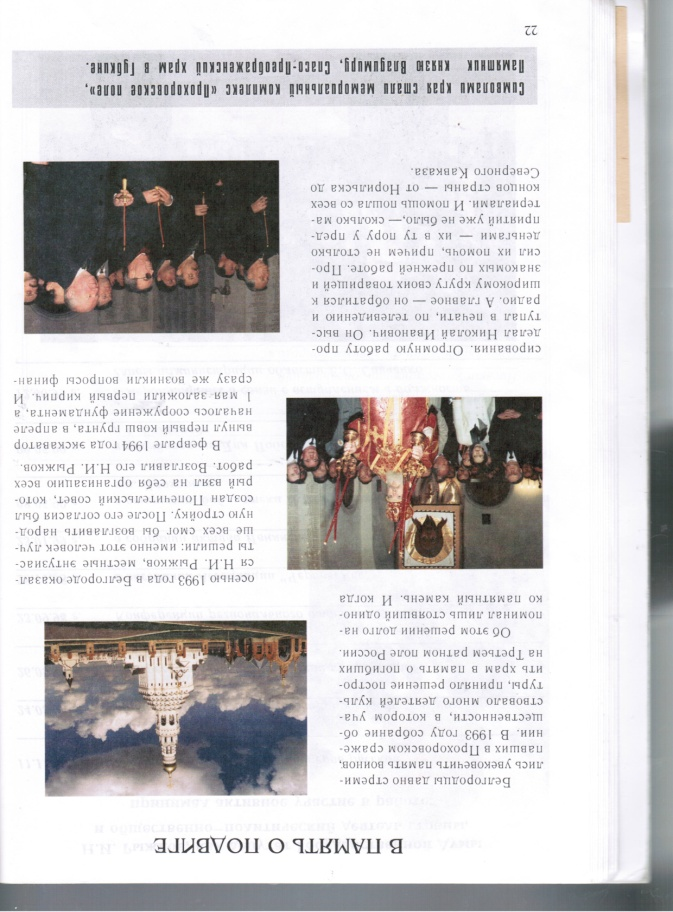 В ПАМЯТЬ О ПОДВИГЕ
Белгородцы давно стреми-
лись увековечить память воинов,
павших в Прохоровском сраже-
нии. В 1993 году собрание об-
щественности, в котором уча-
ствовало много деятелей куль-
туры, приняло решение постро-
ить храм в память о погибших
на Третьем ратном поле России.
Об этом решении долго на-
поминал лишь стоявший одино-
ко памятный камень. И когда
осенью 1993 года в Белгороде оказал-
ся Н.И. Рыжков, местные энтузиас-
ты решили: именно этот человек луч-
ше всех смог бы возглавить народ-
ную стройку. После его согласия был
создан Попечительский совет, кото-
рый взял на себя организацию всех
работ. Возглавил его Н.И. Рыжков.
В феврале 1994 года экскаватор
вынул первый ковш грунта, в апреле
началось сооружение фундамента, а
1 мая заложили первый кирпич. И
сразу же возникли вопросы финан-
сирования. Огромную работу про-
делал Николай Иванович. Он выс-
тупал в печати, по телевидению и
радио. А главное — он обратился к
широкому кругу своих товарищей и
знакомых по прежней работе. Про-
сил их помочь, причем не столько
деньгами — их в ту пору у пред-
приятий уже не было,— сколько ма-
териалами. И помощь пошла со всех
концов страны — от Норильска до
Северного Кавказа.
Символами края стали мемориальный комплекс «Прохоровское поле»,
Памятник князю Владимиру, Спасо-Преображенский храм в Губкине.
22